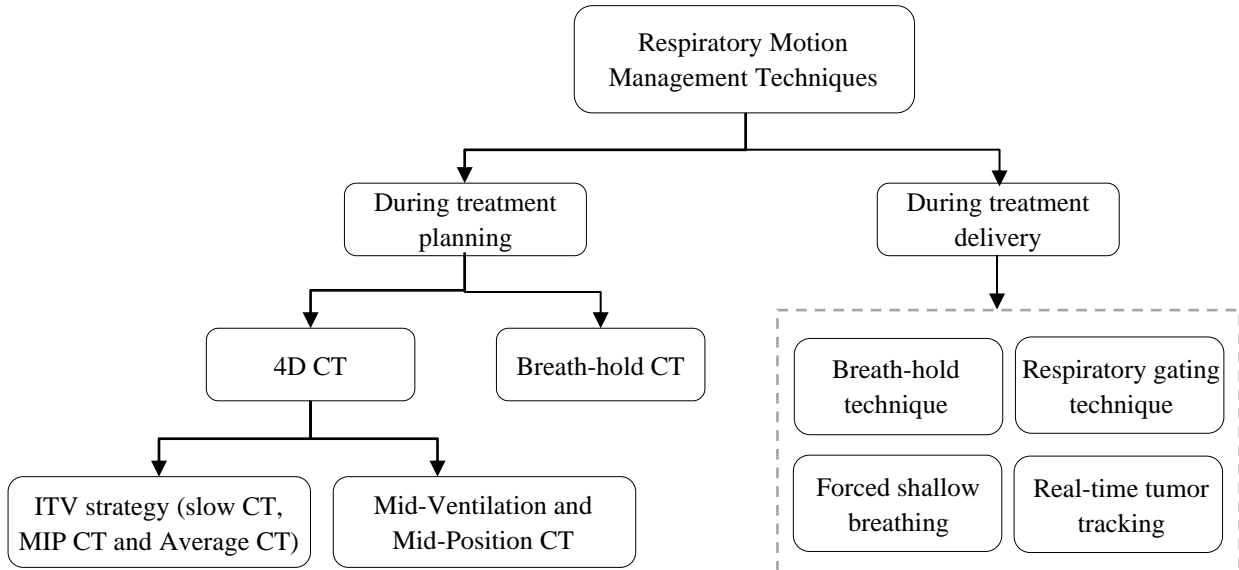 Respiratory Motion
Management Techniques
During treatment
planning
During treatment
delivery
4D CT
Breath-hold CT
Breath-hold
technique
Respiratory gating
technique
ITV strategy (slow CT,
MIP CT and Average CT)
Mid-Ventilation and
Mid-Position CT
Forced shallow
breathing
Real-time tumor
tracking